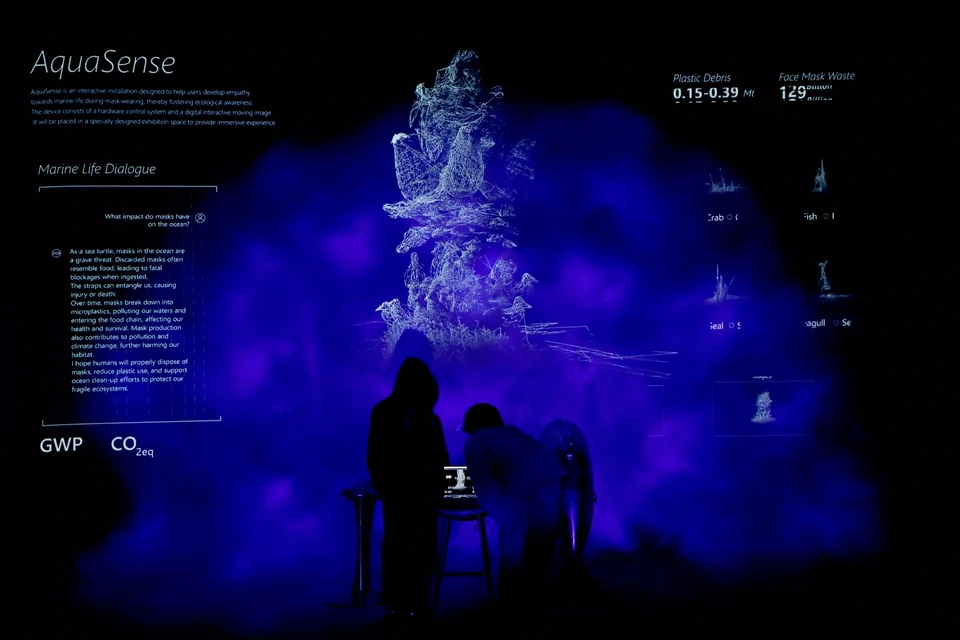 AquaSense
AquaSense is an interactive installation designed to help users develop empathy
towards marine life during mask-wearing, thereby fostering ecological awareness.
The device consists of a hardware control system and a digital interactive moving image
It will be placed in a specially designed exhibition space to provide immersive experience
Marine Life Dialogue
What impact do masks have
on the ocean?
As a sea turtle, masks in the ocean are
a grave threat. Discarded masks often
resemble food, leading to fatal
blockages when ingested.
The straps can entangle us, causing
injury or death.
Over time, masks break down into
microplastics, polluting our waters and
entering the food chain, affecting our
health and survival. Mask production
also contributes to pollution and
climate change, further harming our
habitat.
I hope humans will properly dispose of
masks, reduce plastic use, and support
ocean clean-up efforts to protect our
fragile ecosystems.
GWP CO2eq
Plastic Debris
0.15-0.39 Mt
Face Mask Waste
129 Billion
Crab
Fish
Seal
eagull Se